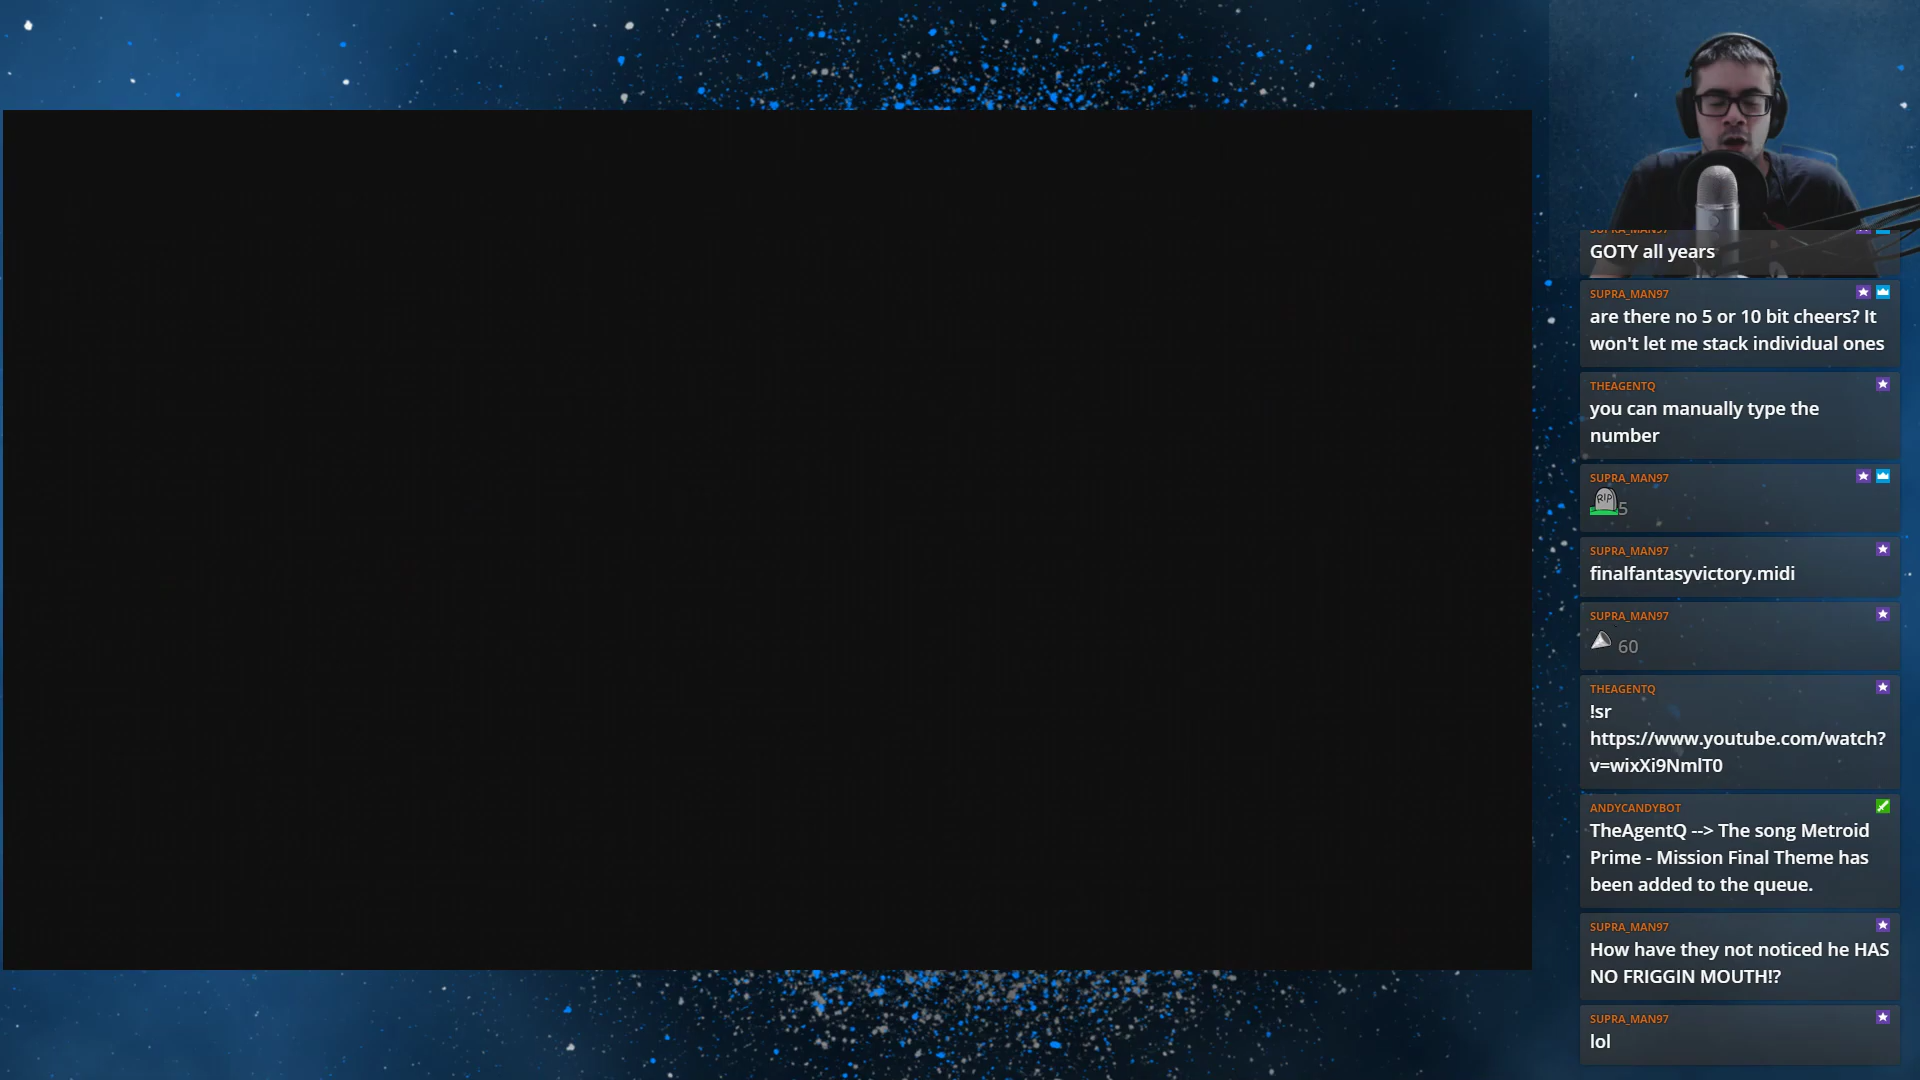 SUPRA_MAN97
GOTY all years
SUPRA_MAN97
are there no 5 or 10 bit cheers? It
won't let me stack individual ones
THEAGENTQ
you can manually type the
number
SUPRA_MAN97
RIP 5
SUPRA_MAN97
finalfantasyvictory.midi
SUPRA_MAN97
60
THEAGENTQ
!sr
https://www.youtube.com/watch?
v=wixXi9NmlT0
ANDYCANDYBOT
TheAgentQ --> The song Metroid
Prime - Mission Final Theme has
been added to the queue.
SUPRA_MAN97
How have they not noticed he HAS
NO FRIGGIN MOUTH!?
SUPRA_MAN97
lol